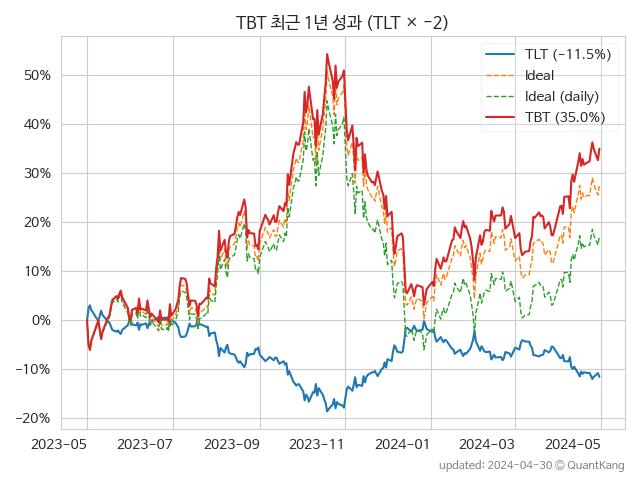 TBT 최근 1년 성과 (TLT × −2)
TLT (−11.5%)
Ideal
Ideal (daily)
TBT (35.0%)
50%
40%
30%
20%
10%
0%
−10%
−20%
2023−05
2023−07
2023−09
2023−11
2024−01
2024−03
2024−05
updated: 2024−04−30 © QuantKang